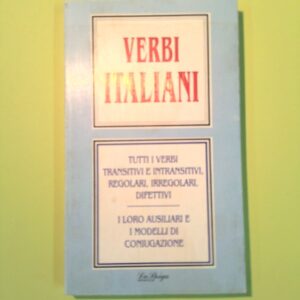 VERBI
ITALIANI
TUTTI I VERBI
TRANSITIVI E INTRANSITIVI,
REGOLARI, IRREGOLARI,
DIFETTIVI
I LORO AUSILIARI E
I MODELLI DI
CONIUGAZIONE